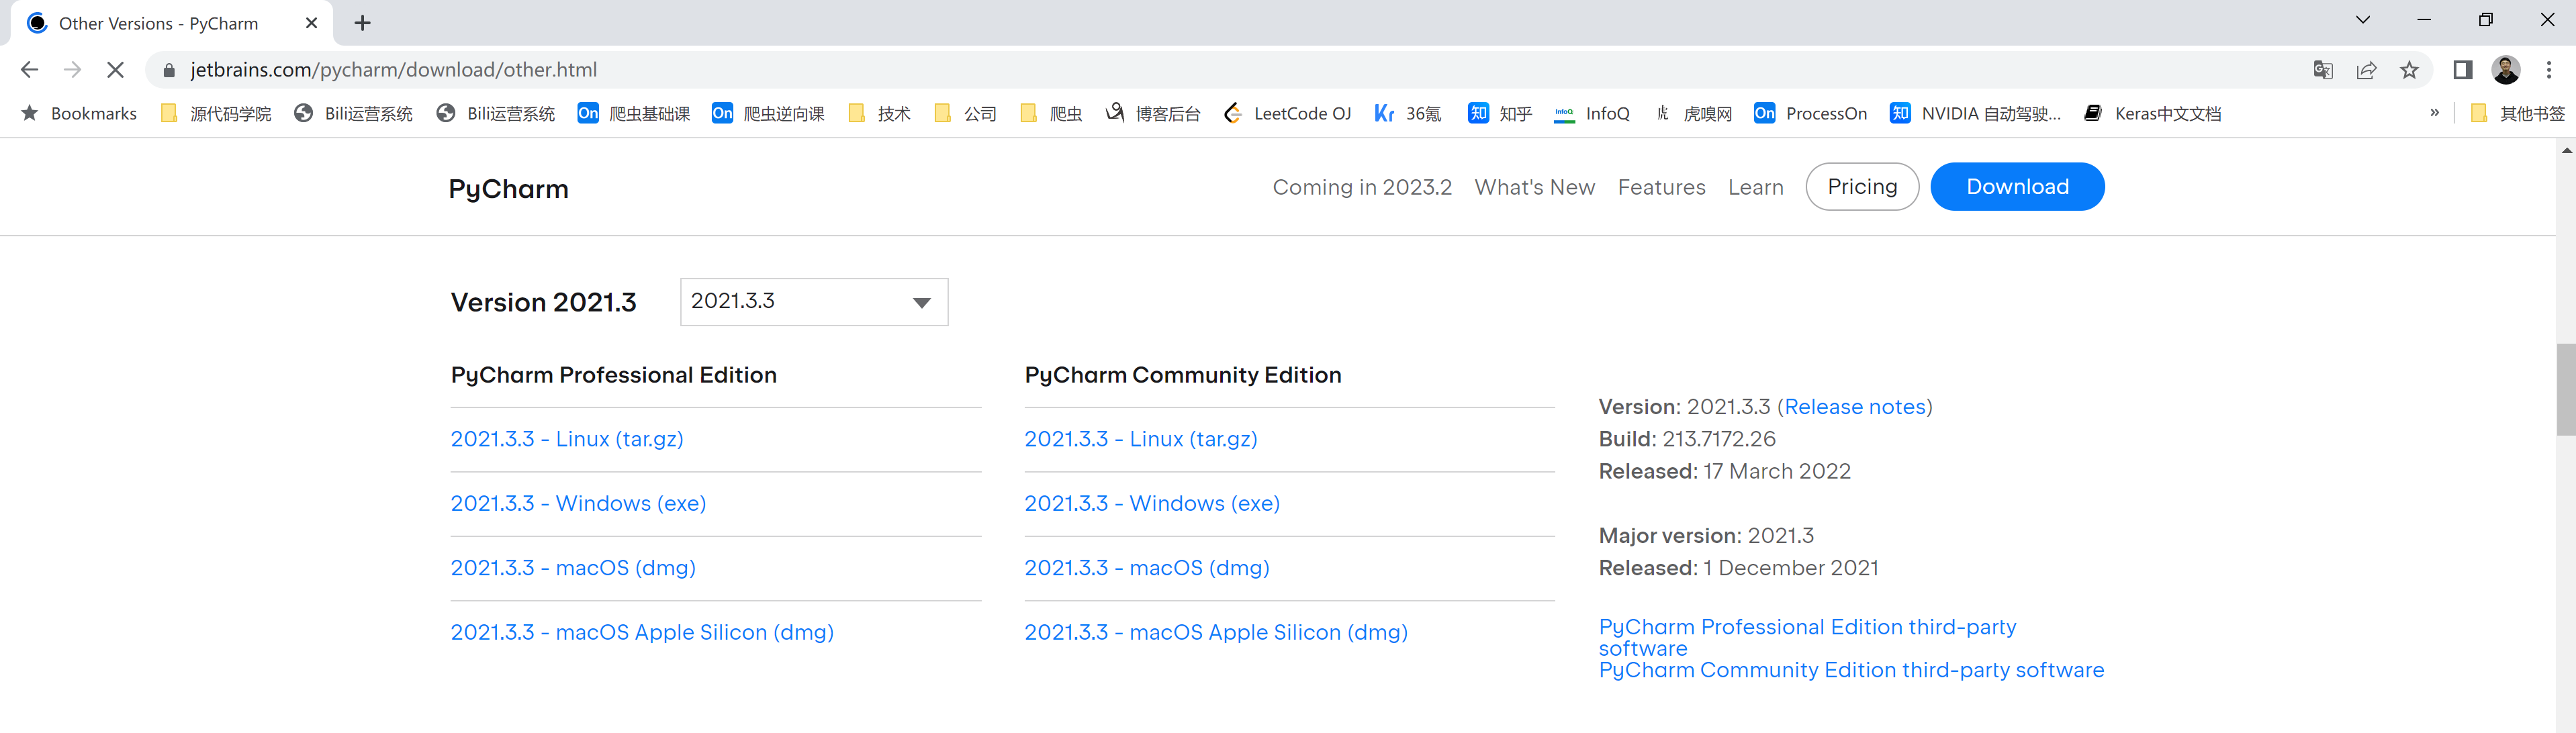 Other Versions - PyCharm
jetbrains.com/pycharm/download/other.html
Bookmarks 源代码学院 Bili运营系统 Bili运营系统 On 爬虫基础课 On 爬虫逆向课 技术 公司 爬虫 博客后台 LeetCode OJ Kr 36氪 知 知乎 InfoQ InfoQ 虎 虎嗅网 On ProcessOn 知 NVIDIA 自动驾驶... Keras中文文档 » 其他书签
PyCharm Coming in 2023.2 What's New Features Learn Pricing Download
Version 2021.3 2021.3.3
PyCharm Professional Edition
2021.3.3 - Linux (tar.gz)
2021.3.3 - Windows (exe)
2021.3.3 - macOS (dmg)
2021.3.3 - macOS Apple Silicon (dmg)
PyCharm Community Edition
2021.3.3 - Linux (tar.gz)
2021.3.3 - Windows (exe)
2021.3.3 - macOS (dmg)
2021.3.3 - macOS Apple Silicon (dmg)
Version: 2021.3.3 (Release notes)
Build: 213.7172.26
Released: 17 March 2022
Major version: 2021.3
Released: 1 December 2021
PyCharm Professional Edition third-party
software
PyCharm Community Edition third-party software